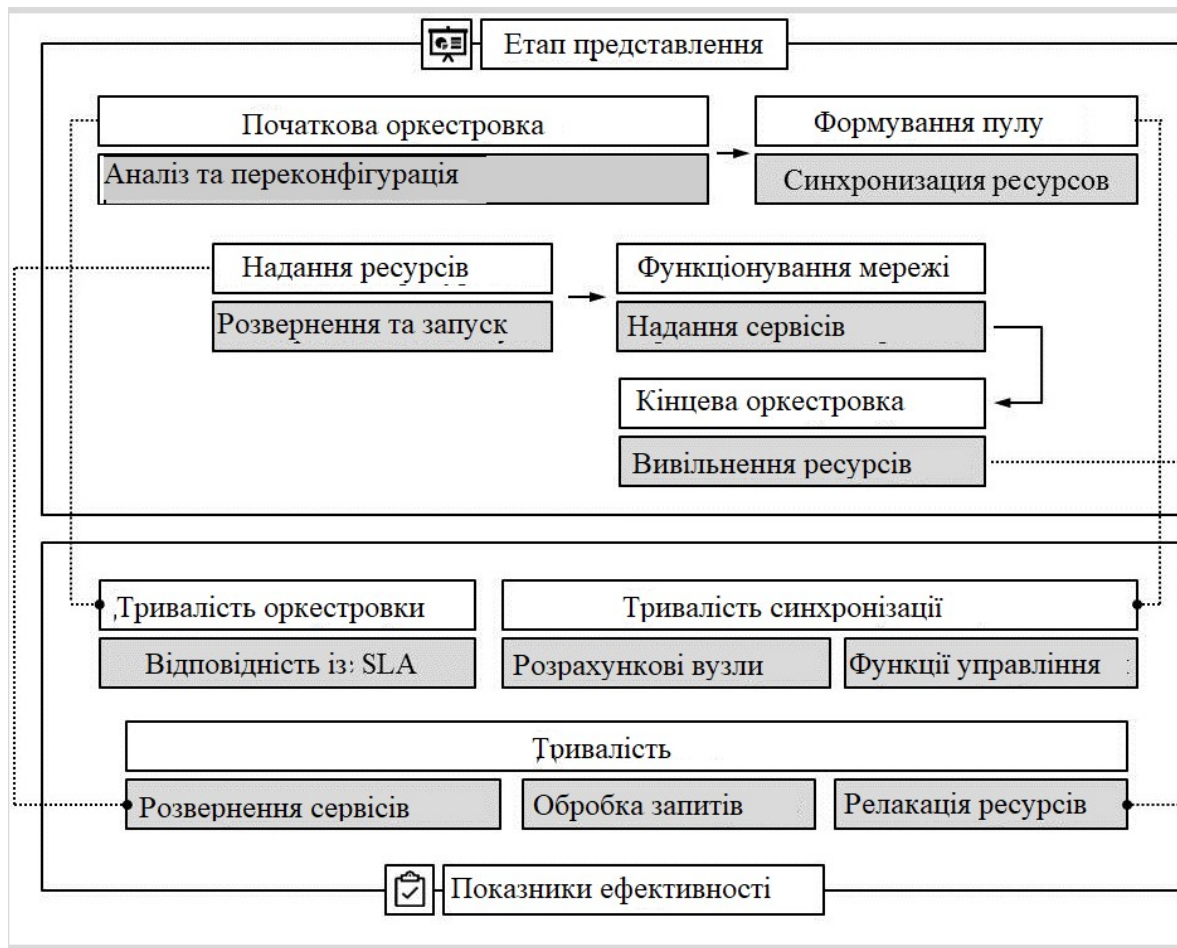 Етап представлення
Початкова оркестровка
Формування пулу
Аналіз та переконфігурація
Синхронизация ресурсов
Надання ресурсів
Функціонування мережі
Розвернення та запуск
Надання сервісів
Кінцева оркестровка
Вивільнення ресурсів
Тривалість оркестровки
Тривалість синхронізації
Відповідність із: SLA
Розрахункові вузли
Функції управління
Тривалість
Розвернення сервісів
Обробка запитів
Релакація ресурсів
Показники ефективності